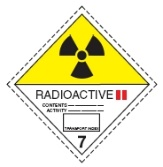 RADIOACTIVE II
CONTENTS
ACTIVITY
TRANSPORT INDEX
7